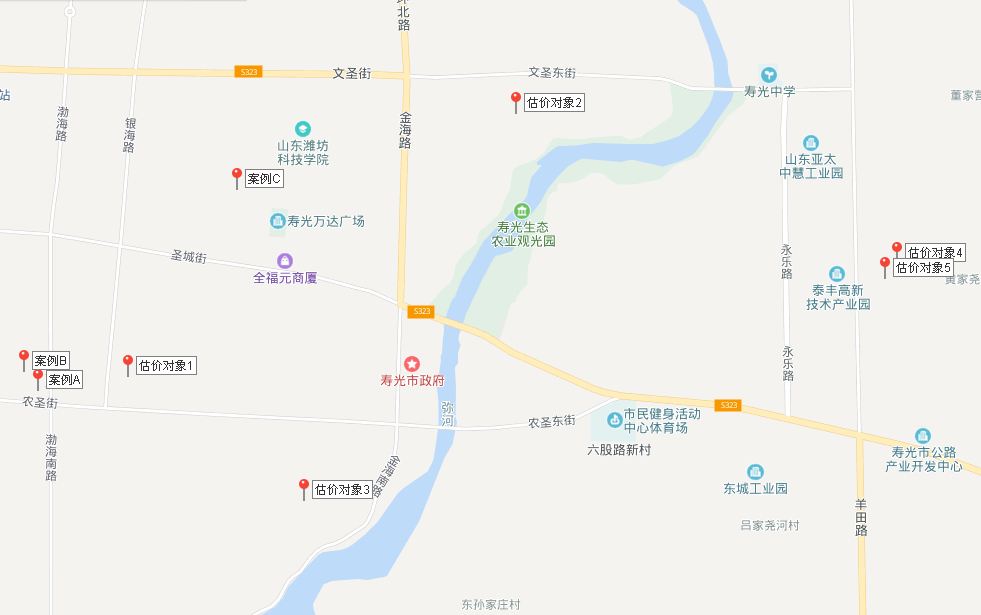 环北路
S323
文圣街
文圣东街
寿光中学
站
渤海路
银海路
金海路
估价对象2
山东潍坊
科技学院
山东亚太
中慧工业园
案例C
寿光万达广场
寿光生态
农业观光园
圣城街
全福元商厦
永乐路
估价对象4
估价对象5
泰丰高新
技术产业园
S323
案例B
案例A
估价对象1
寿光市政府
永乐路
农圣街
弥河
农圣东街
S323
市民健身活动
中心体育场
六股路新村
寿光市公路
产业开发中心
渤海南路
金海南路
估价对象3
东城工业园
羊田路
吕家尧河村
东孙家庄村